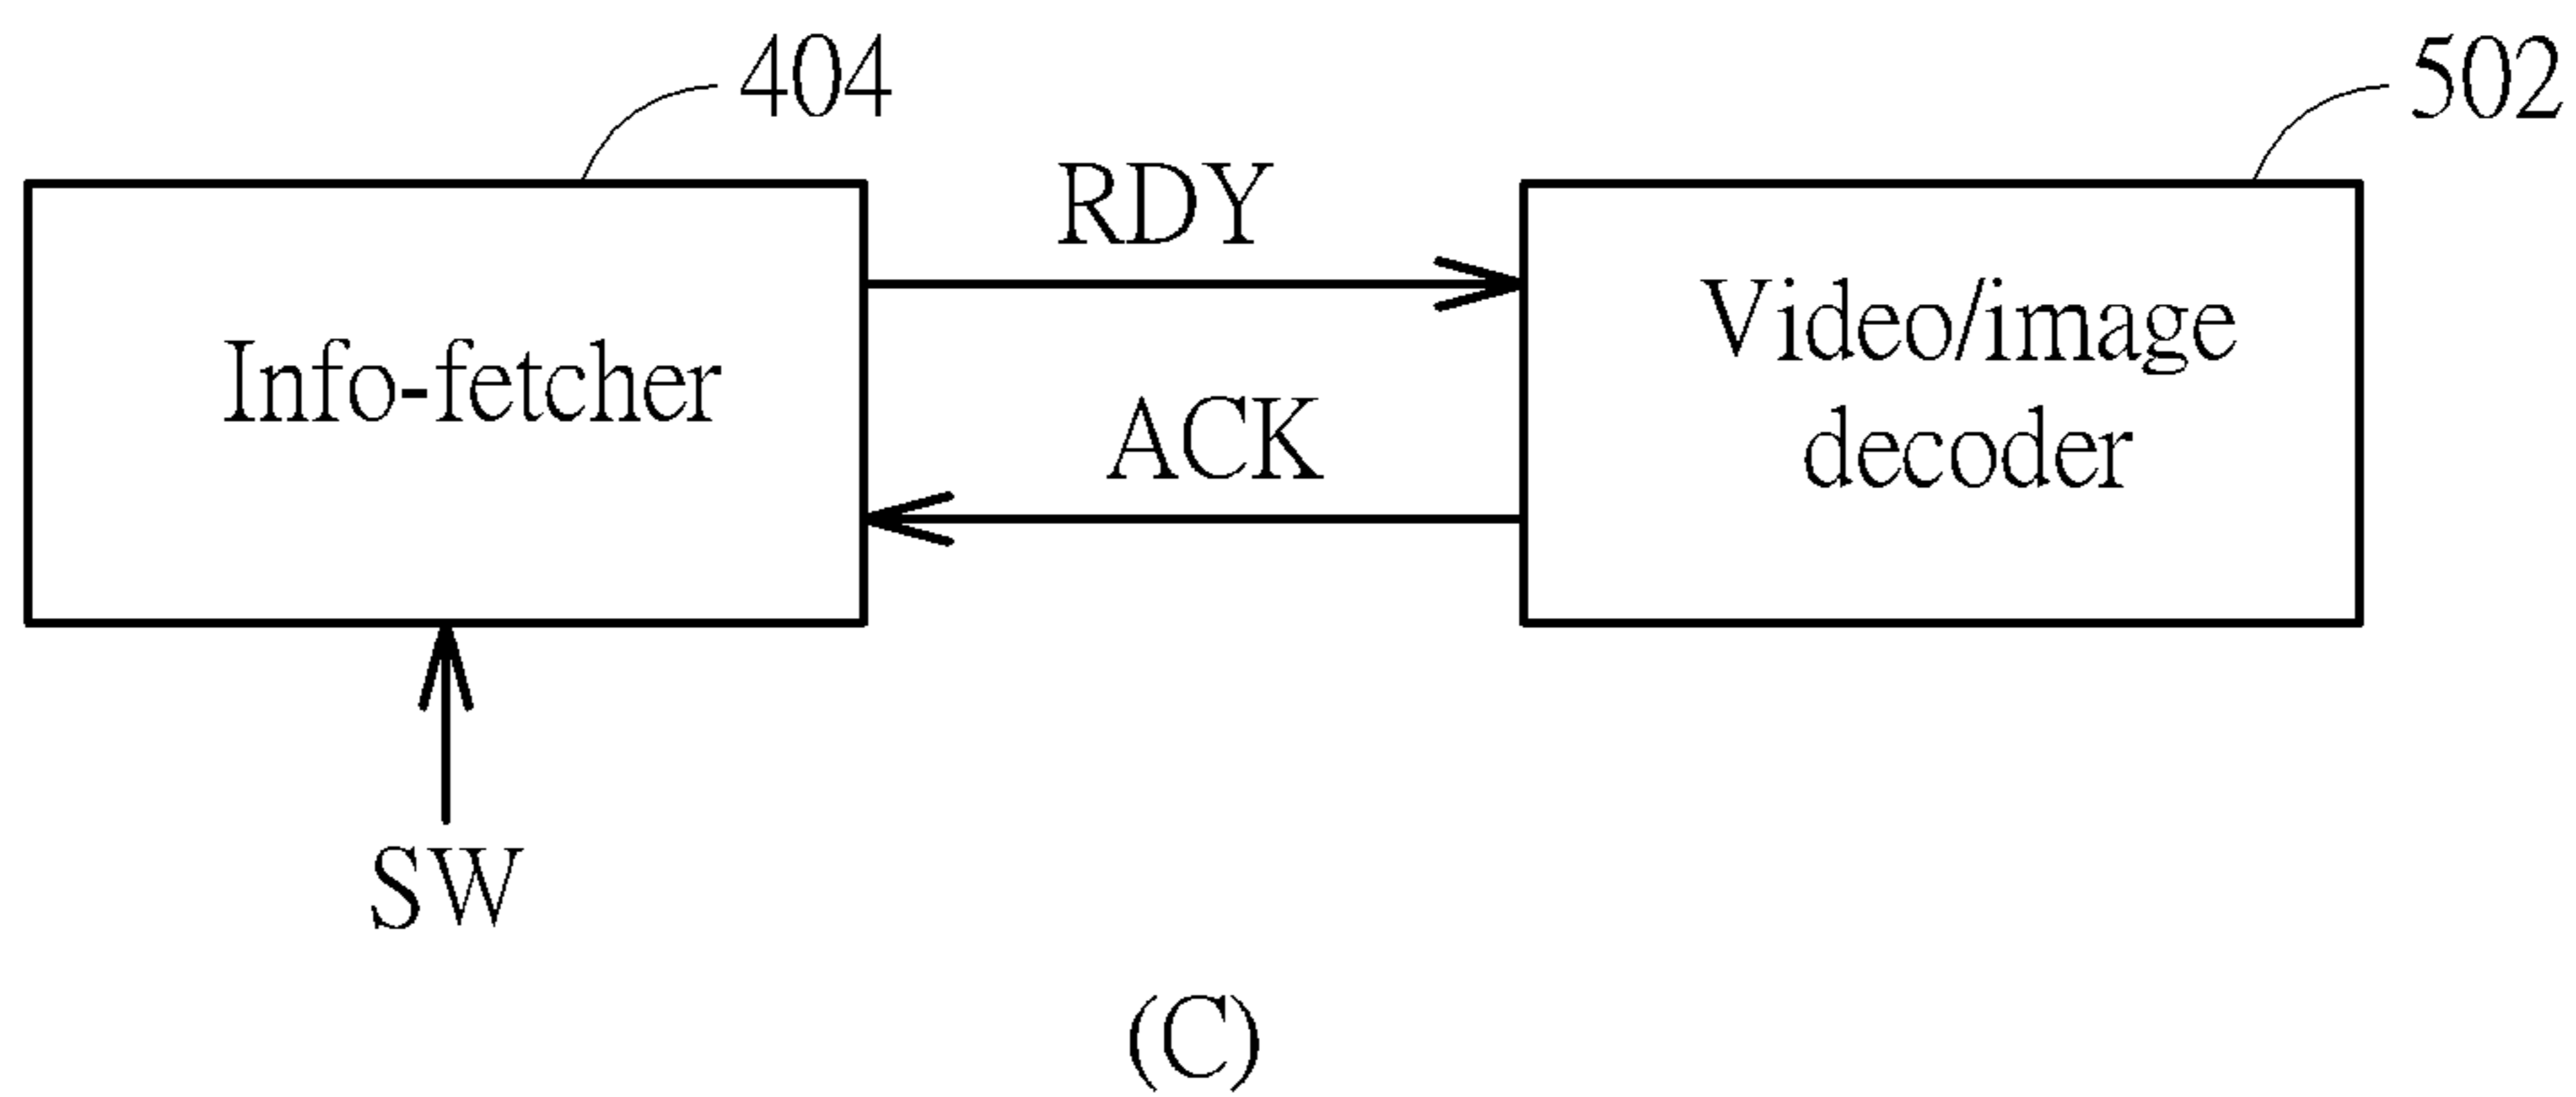 404
502
RDY
Info-fetcher
Video/image
decoder
ACK
SW
(C)